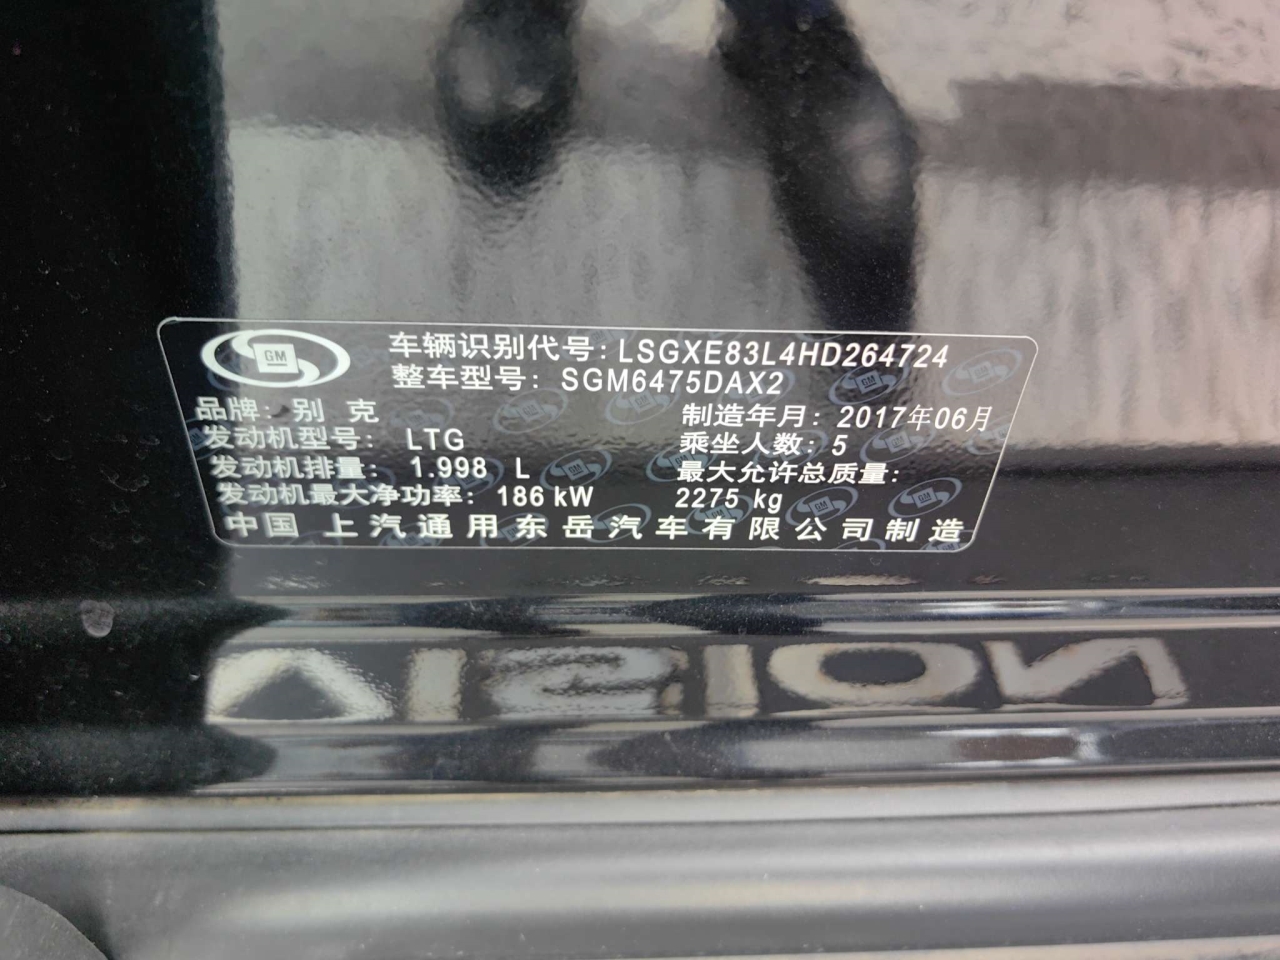 GM
车辆识别代号: LSGXE83L4HD264724
整车型号: SGM6475DAX2
品牌: 别 克
制造年月: 2017年06月
发动机型号: LTG
乘坐人数: 5
发动机排量: 1.998 L
最大允许总质量:
发动机最大净功率: 186 kW
2275 kg
中国 上汽通用东岳汽车有限公司制造